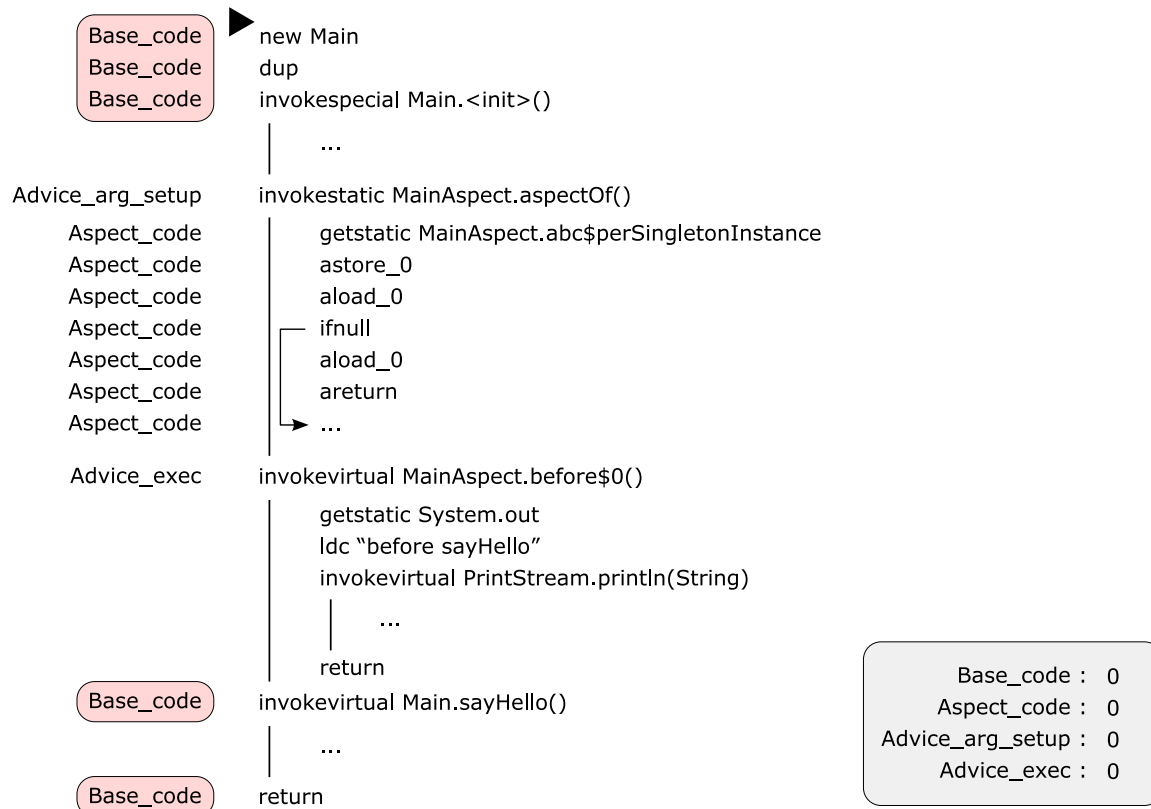 Base_code new Main
Base_code dup
Base_code invokespecial Main.<init>()
...
Advice_arg_setup invokestatic MainAspect.aspectOf()
Aspect_code getstatic MainAspect.abc$perSingletonInstance
Aspect_code astore_0
Aspect_code aload_0
Aspect_code ifnull
Aspect_code aload_0
Aspect_code areturn
Aspect_code ...
Advice_exec invokevirtual MainAspect.before$0()
getstatic System.out
ldc “before sayHello”
invokevirtual PrintStream.println(String)
...
return
Base_code invokevirtual Main.sayHello()
...
Base_code return
Base_code : 0
Aspect_code : 0
Advice_arg_setup : 0
Advice_exec : 0